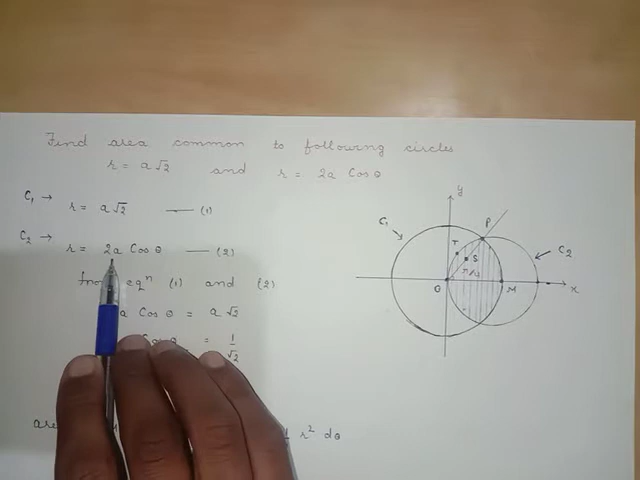 Find area common to following circles
r = a√2 and r = 2a Cos θ
C₁ → r = a√2 —— (1)
C₂ → r = 2a Cos θ —— (2)
eqⁿ (1) and (2)
a Cos θ = a√2
= 1/√2
are
r² dθ
y
C₁
P
C₂
T
S
π/4
O
M
x